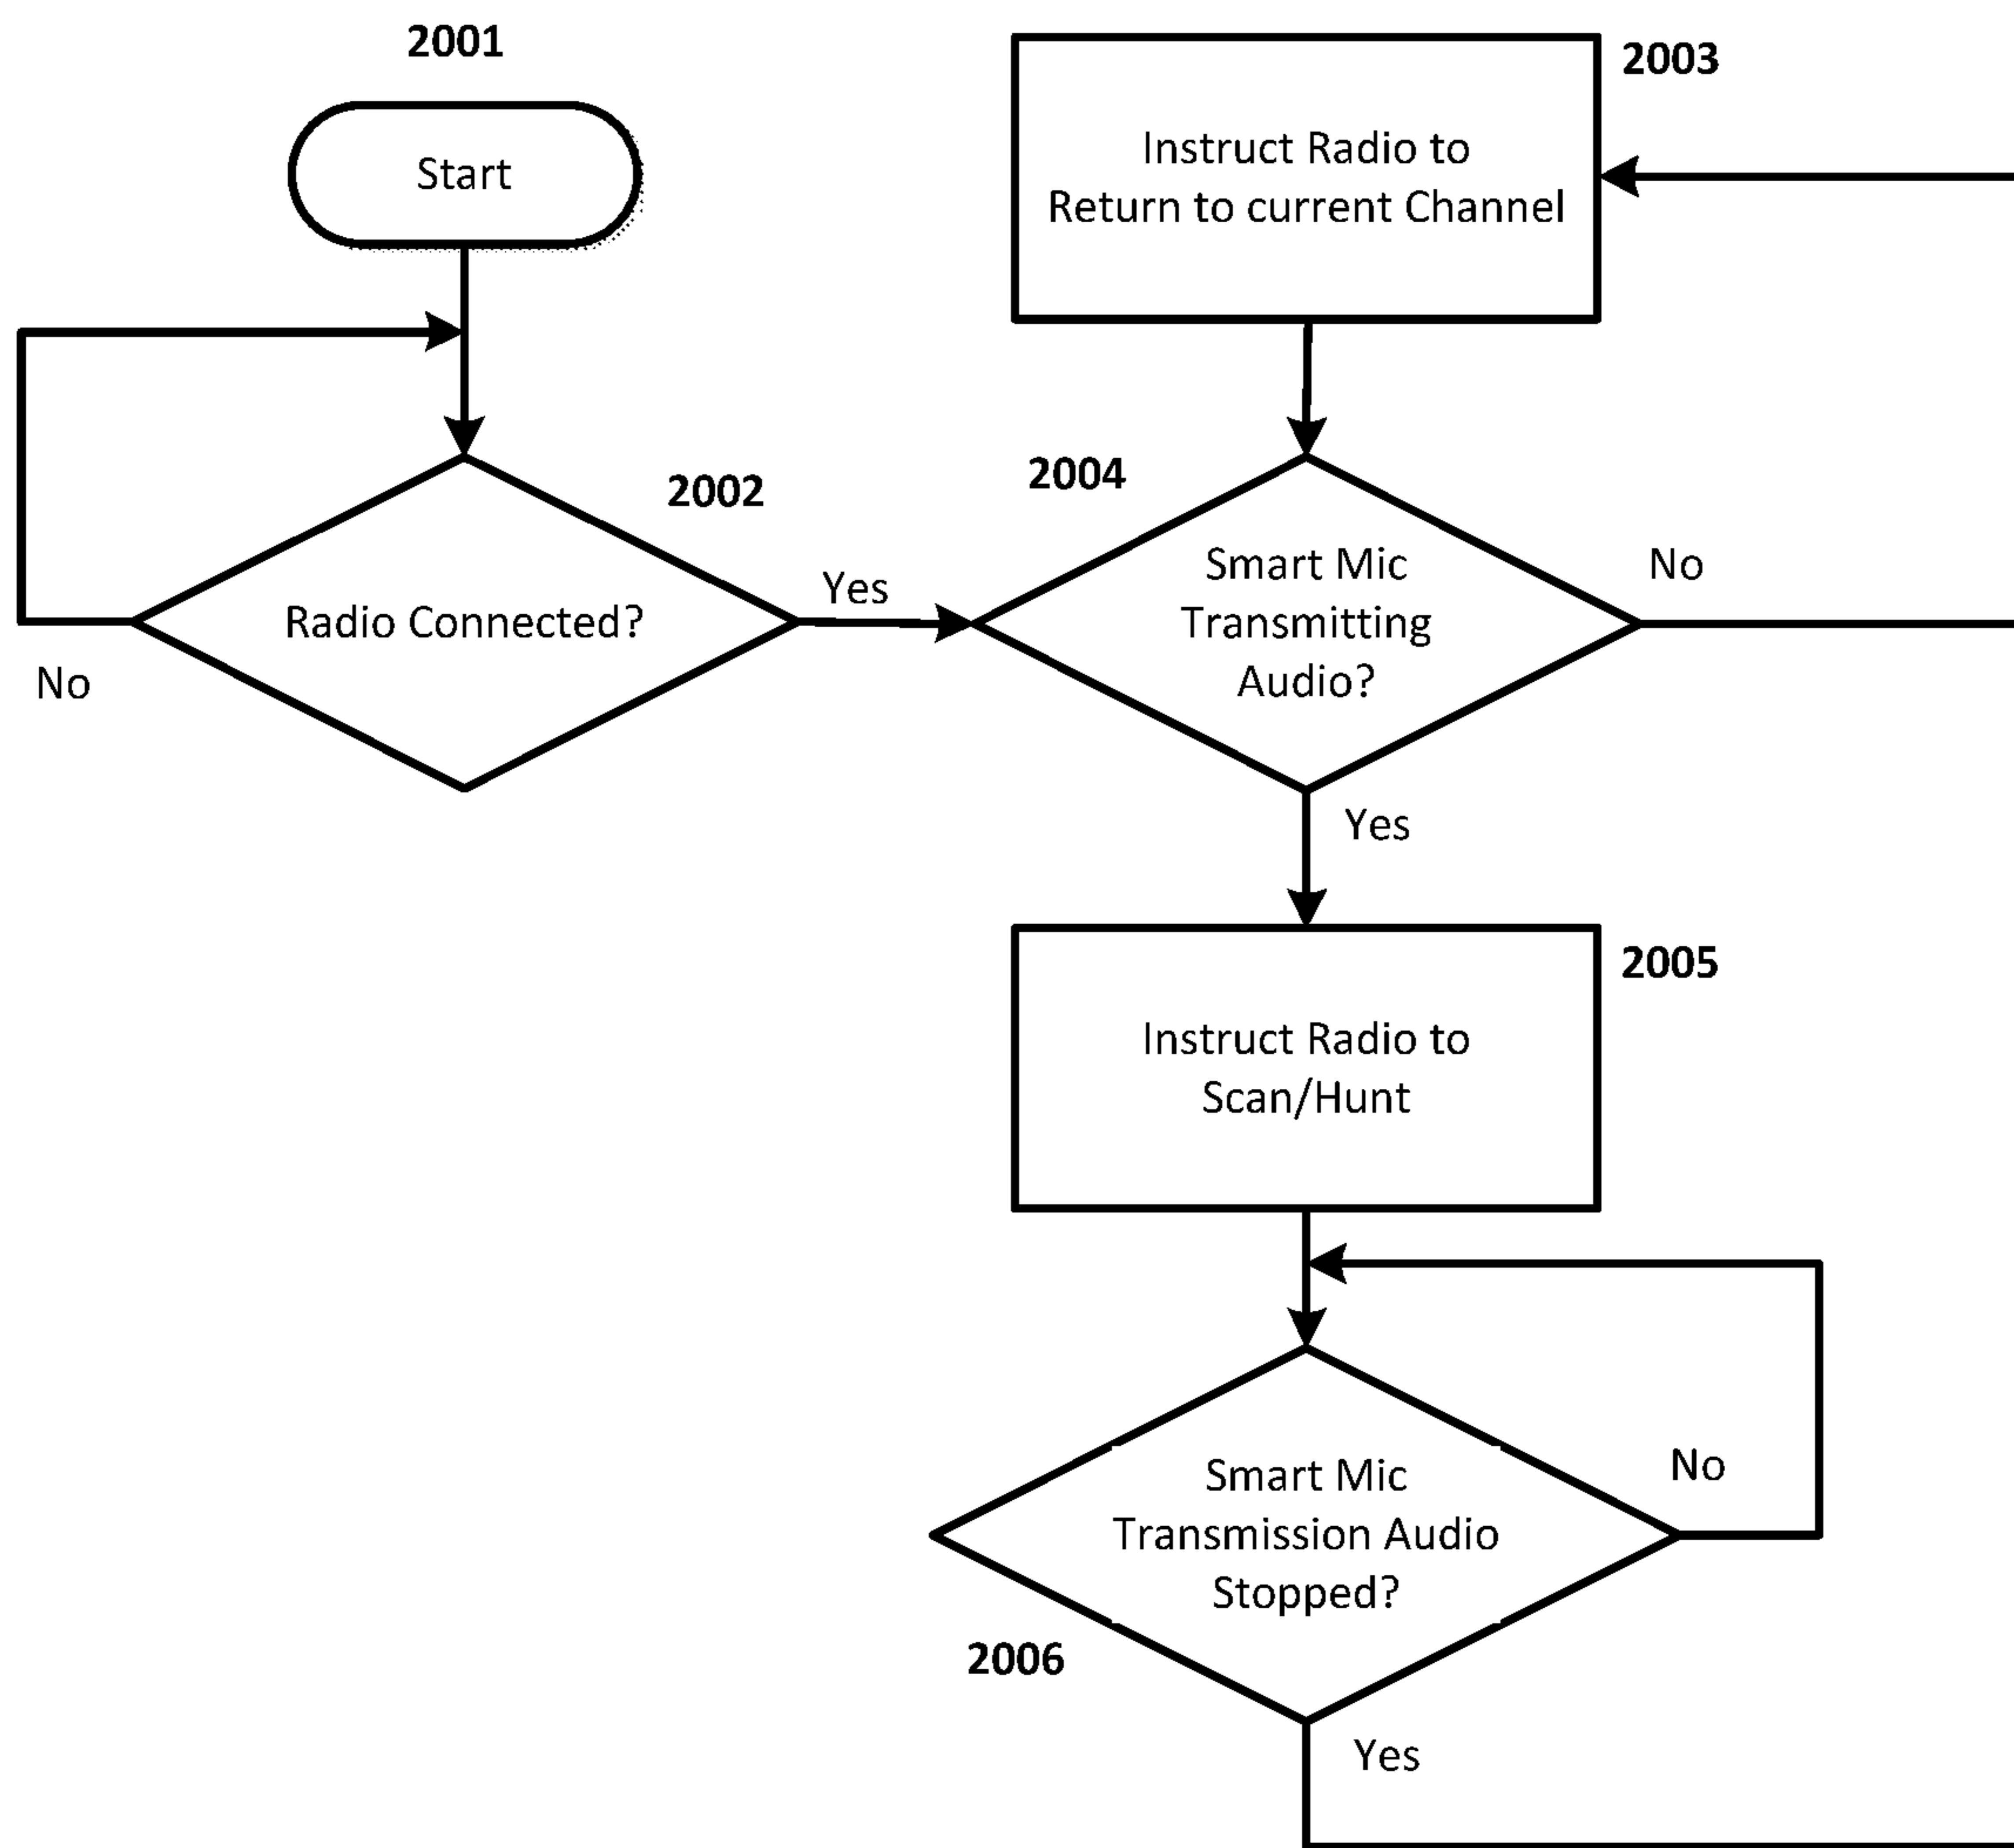 2001
Start
2002
Radio Connected?
No
Yes
2003
Instruct Radio to
Return to current Channel
2004
Smart Mic
Transmitting
Audio?
No
Yes
2005
Instruct Radio to
Scan/Hunt
Smart Mic
Transmission Audio
Stopped?
No
2006
Yes